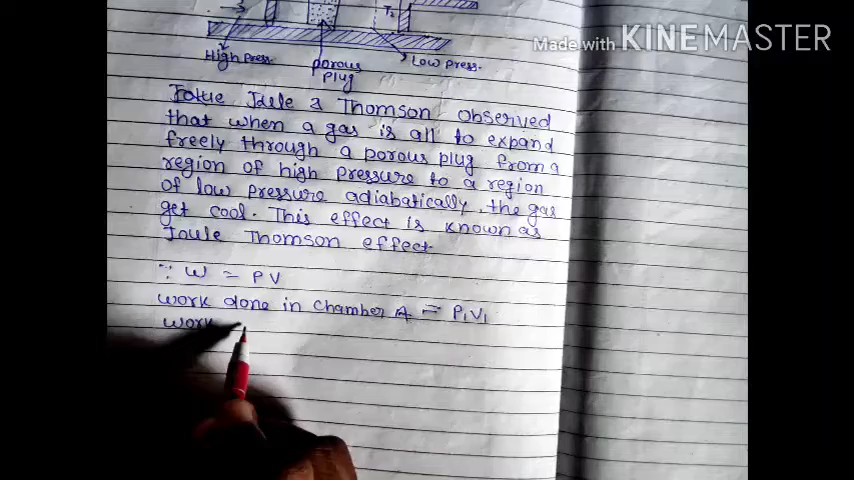 Made with KINEMASTER
T₂
High Press.
porous
plug
Low press.
Joule & Thomson observed
that when a gas is all to expand
freely through a porous plug from a
region of high pressure to a region
of low pressure adiabatically, the gas
get cool. This effect is known as
Joule Thomson effect.
∵ W = PV
work done in chamber A = P₁V₁
work